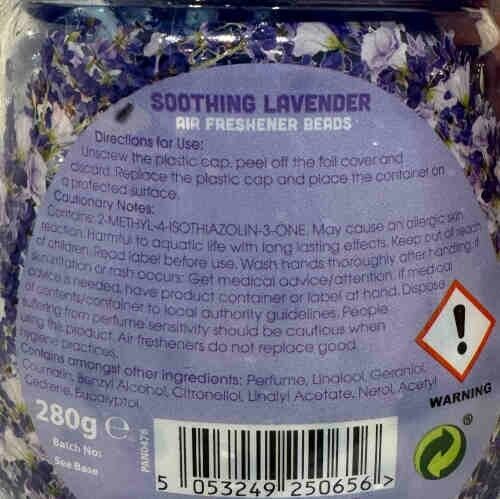 SOOTHING LAVENDER
AIR FRESHENER BEADS
Directions for Use:
Unscrew the plastic cap, peel off the foil cover and
discard. Replace the plastic cap and place the container on
a protected surface.
Cautionary Notes:
Contains: 2-METHYL-4-ISOTHIAZOLIN-3-ONE. May cause an allergic skin
reaction. Harmful to aquatic life with long lasting effects. Keep out of reach
of children. Read label before use. Wash hands thoroughly after handling. If
skin irritation or rash occurs: Get medical advice/attention. If medical
advice is needed, have product container or label at hand. Dispose
of contents/container to local authority guidelines. People
suffering from perfume sensitivity should be cautious when
using this product. Air fresheners do not replace good
hygiene practices.
Contains amongst other ingredients: Perfume, Linalool, Geraniol,
Coumarin, Benzyl Alcohol, Citronellol, Linalyl Acetate, Nerol, Acetyl
Cedrene, Eucalyptol.
WARNING
280g ℮
Batch No:
See Base
PAN0476
5 053249 250656 >
®